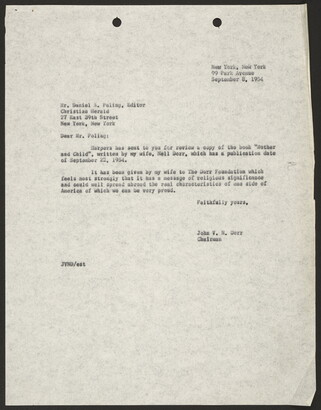 New York, New York
99 Park Avenue
September 8, 1954
Mr. Daniel A. Poling, Editor
Christian Herald
27 East 39th Street
New York, New York
Dear Mr. Poling:
Harpers has sent to you for review a copy of the book "Father
and Child", written by my wife, Nell Dorr, which has a publication date
of September 22, 1954.
It has been given by my wife to The Dorr Foundation which
feels most strongly that it has a message of religious significance
and could well spread abroad the real characteristics of one side of
America of which we can be very proud.
Faithfully yours,
John V. N. Dorr
Chairman
JVND/est